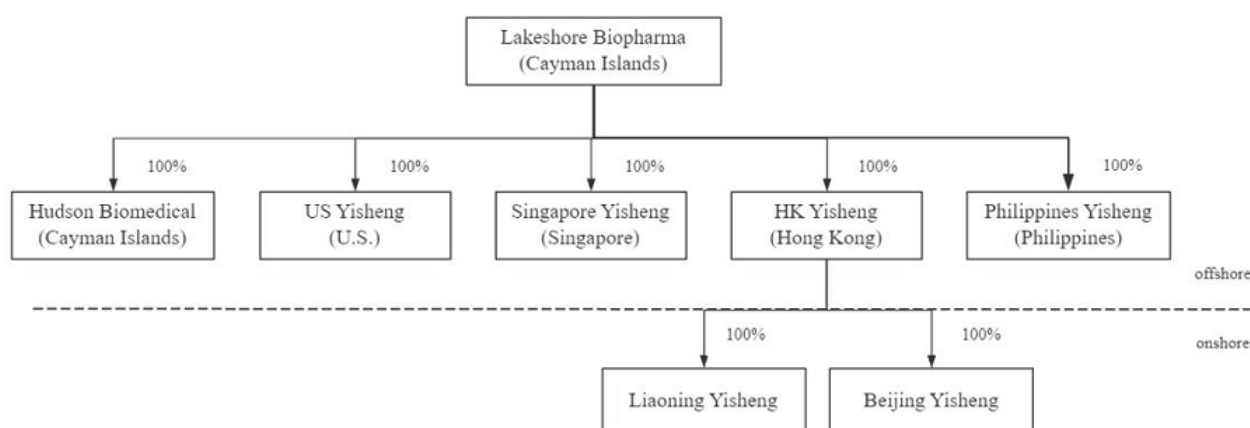 Lakeshore Biopharma
(Cayman Islands)
100%
100%
100%
100%
100%
Hudson Biomedical
(Cayman Islands)
US Yisheng
(U.S.)
Singapore Yisheng
(Singapore)
HK Yisheng
(Hong Kong)
Philippines Yisheng
(Philippines)
offshore
onshore
100%
100%
Liaoning Yisheng
Beijing Yisheng